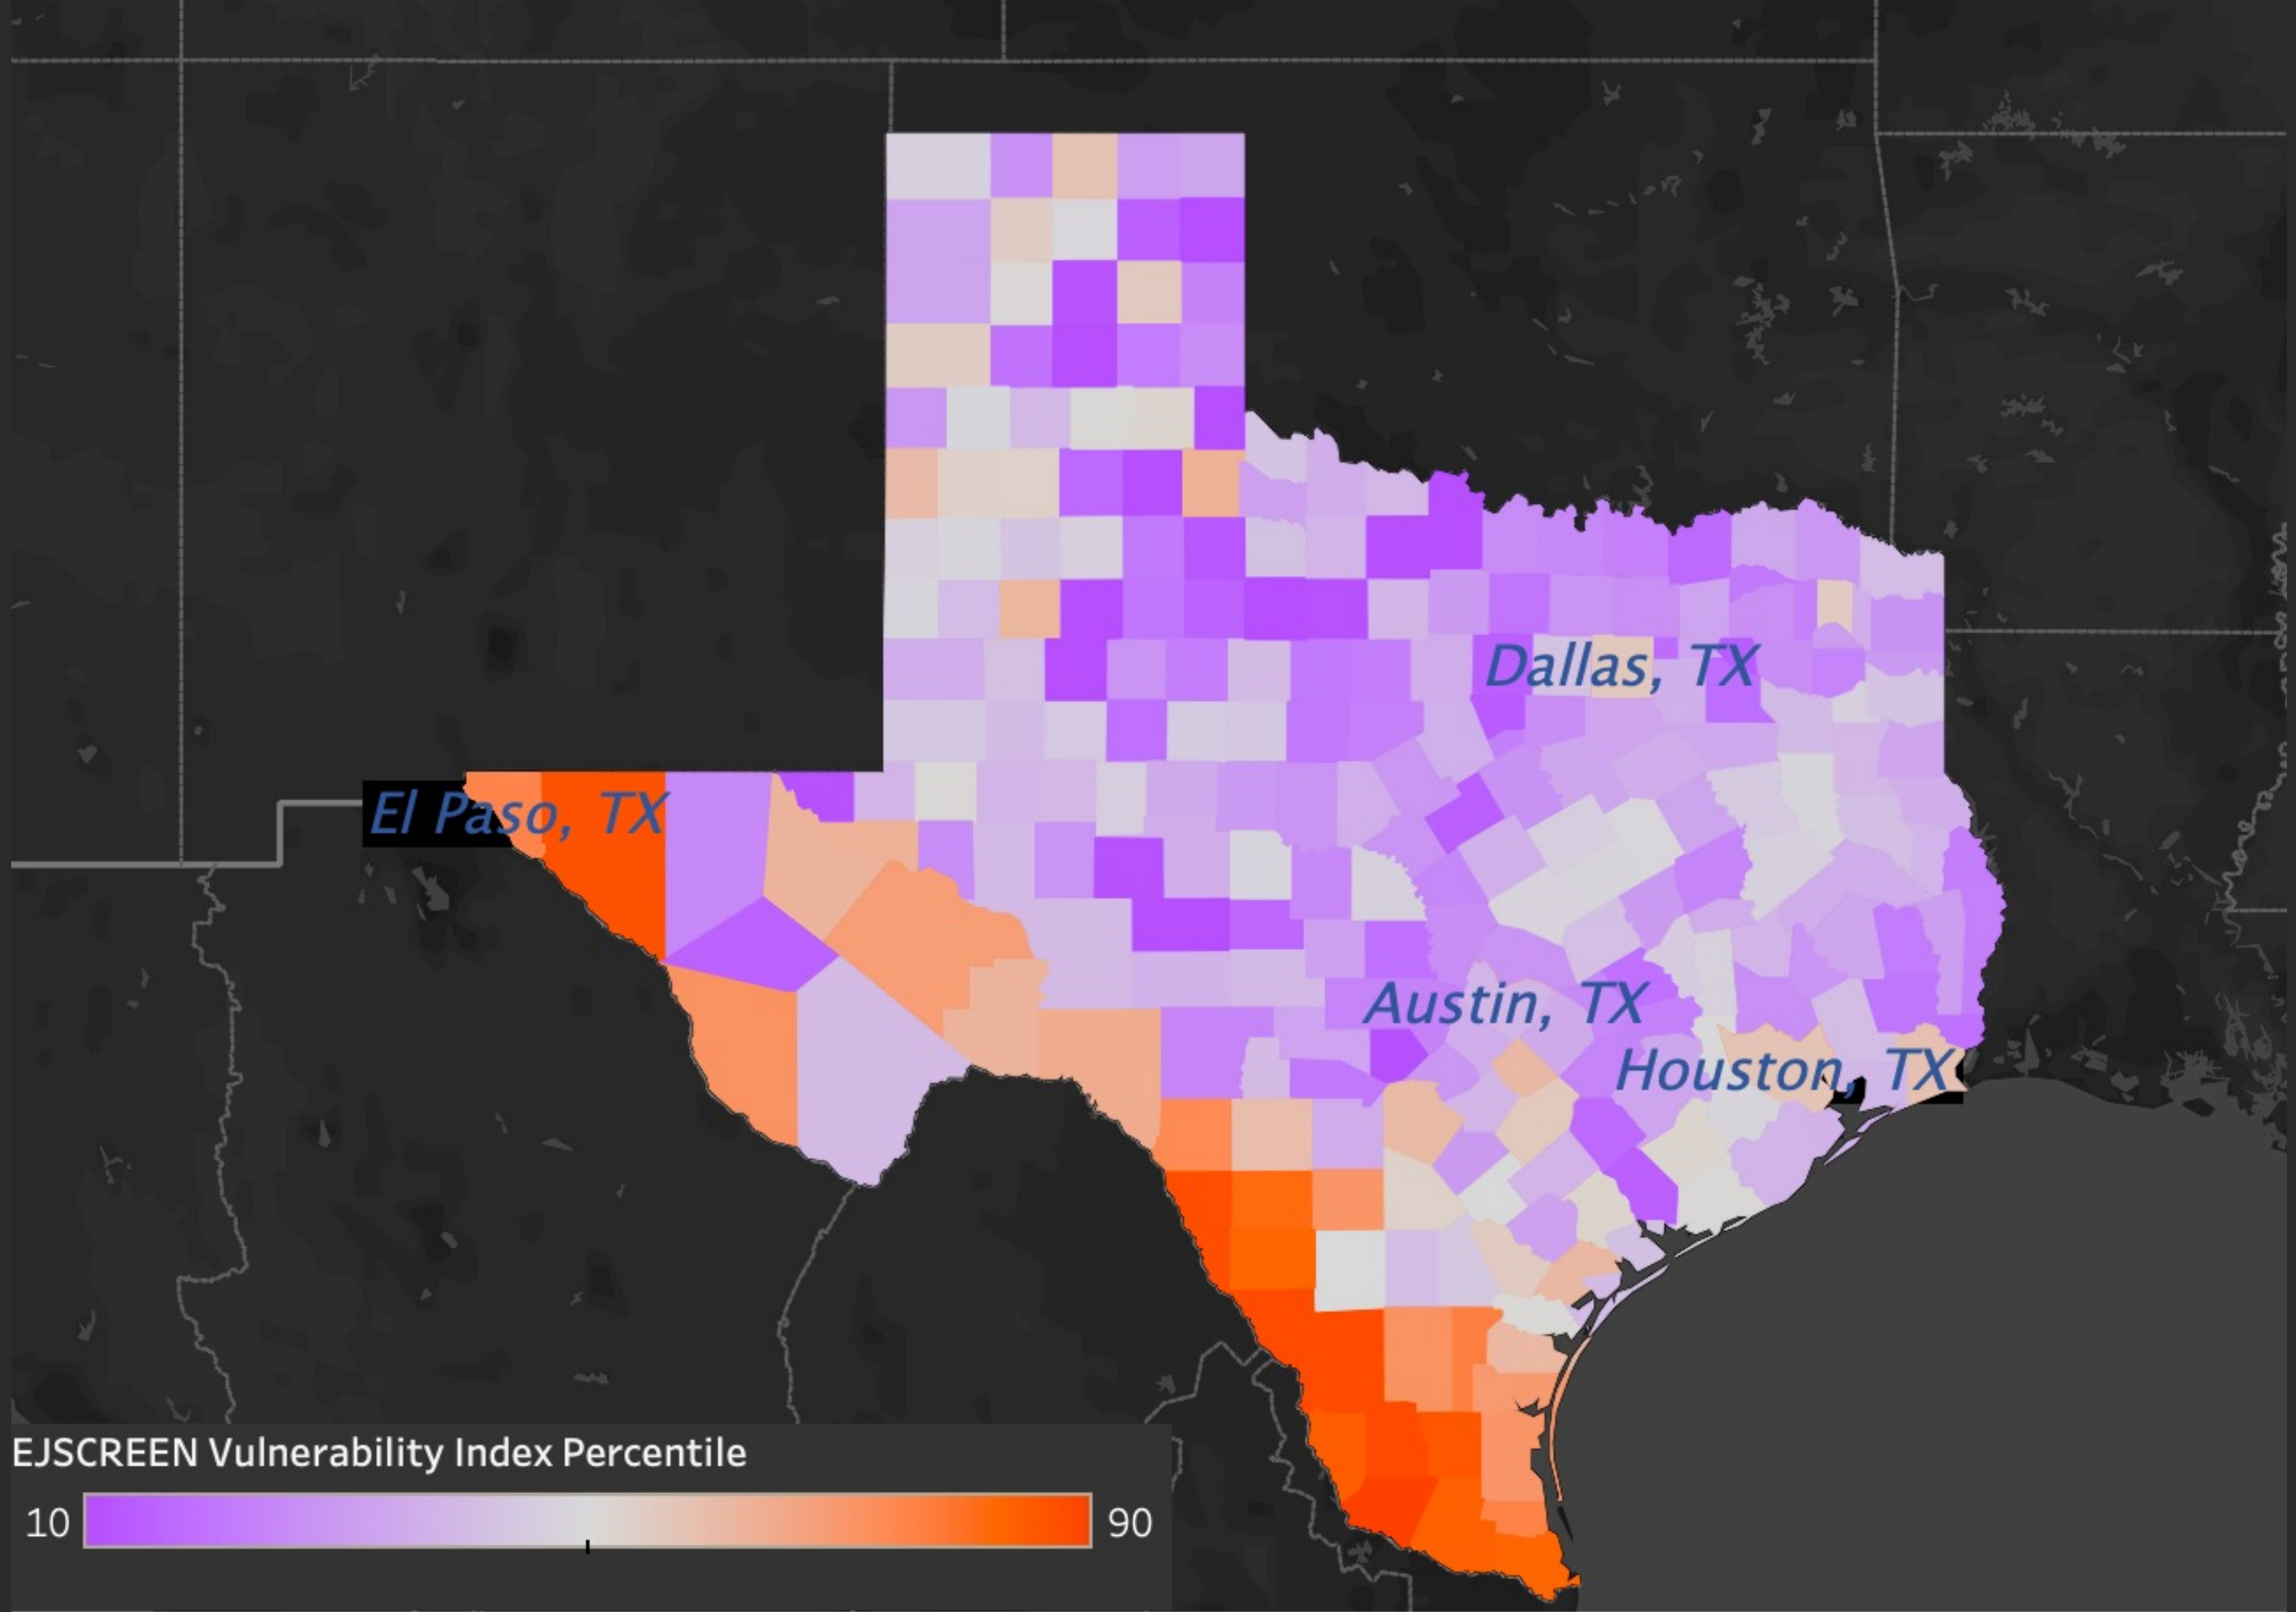 Dallas, TX
El Paso, TX
Austin, TX
Houston, TX
EJSCREEN Vulnerability Index Percentile
10
90